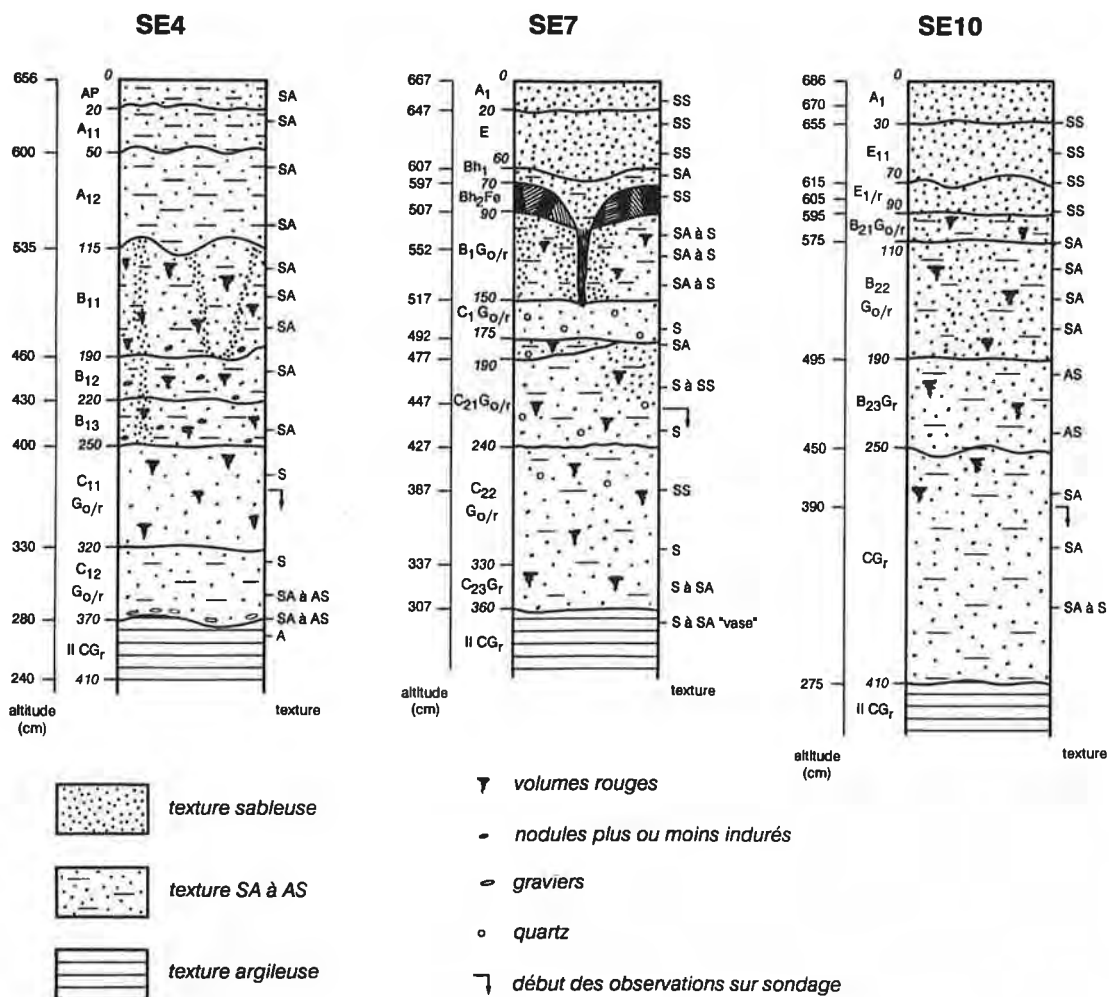 SE4
656
600
535
460
430
400
330
280
240
altitude
(cm)
0
AP
20
A11
50
A12
115
B11
190
B12
220
B13
250
C11
Go/r
320
C12
Go/r
370
II CGr
410
SA
SA
SA
SA
SA
SA
SA
SA
SA
S
S
SA à AS
SA à AS
A
texture
SE7
667
647
607
597
507
552
517
492
477
447
427
387
337
307
altitude
(cm)
0
A1
20
E
60
Bh1
70
Bh2Fe
90
B1Go/r
150
C1Go/r
175
190
C21Go/r
240
C22
Go/r
330
C23Gr
360
SS
SS
SS
SA
SS
SA à S
SA à S
SA à S
S
SA
S à SS
S
SS
S
S à SA
S à SA "vase"
texture
SE10
686
670
655
615
605
595
575
495
450
390
275
altitude
(cm)
0
A1
30
E11
70
E1/r
90
B21Go/r
110
B22
Go/r
190
B23Gr
250
CGr
410
II CGr
SS
SS
SS
SS
SA
SA
SA
SA
AS
AS
SA
SA
SA à S
texture
texture sableuse
texture SA à AS
texture argileuse
volumes rouges
nodules plus ou moins indurés
graviers
quartz
début des observations sur sondage